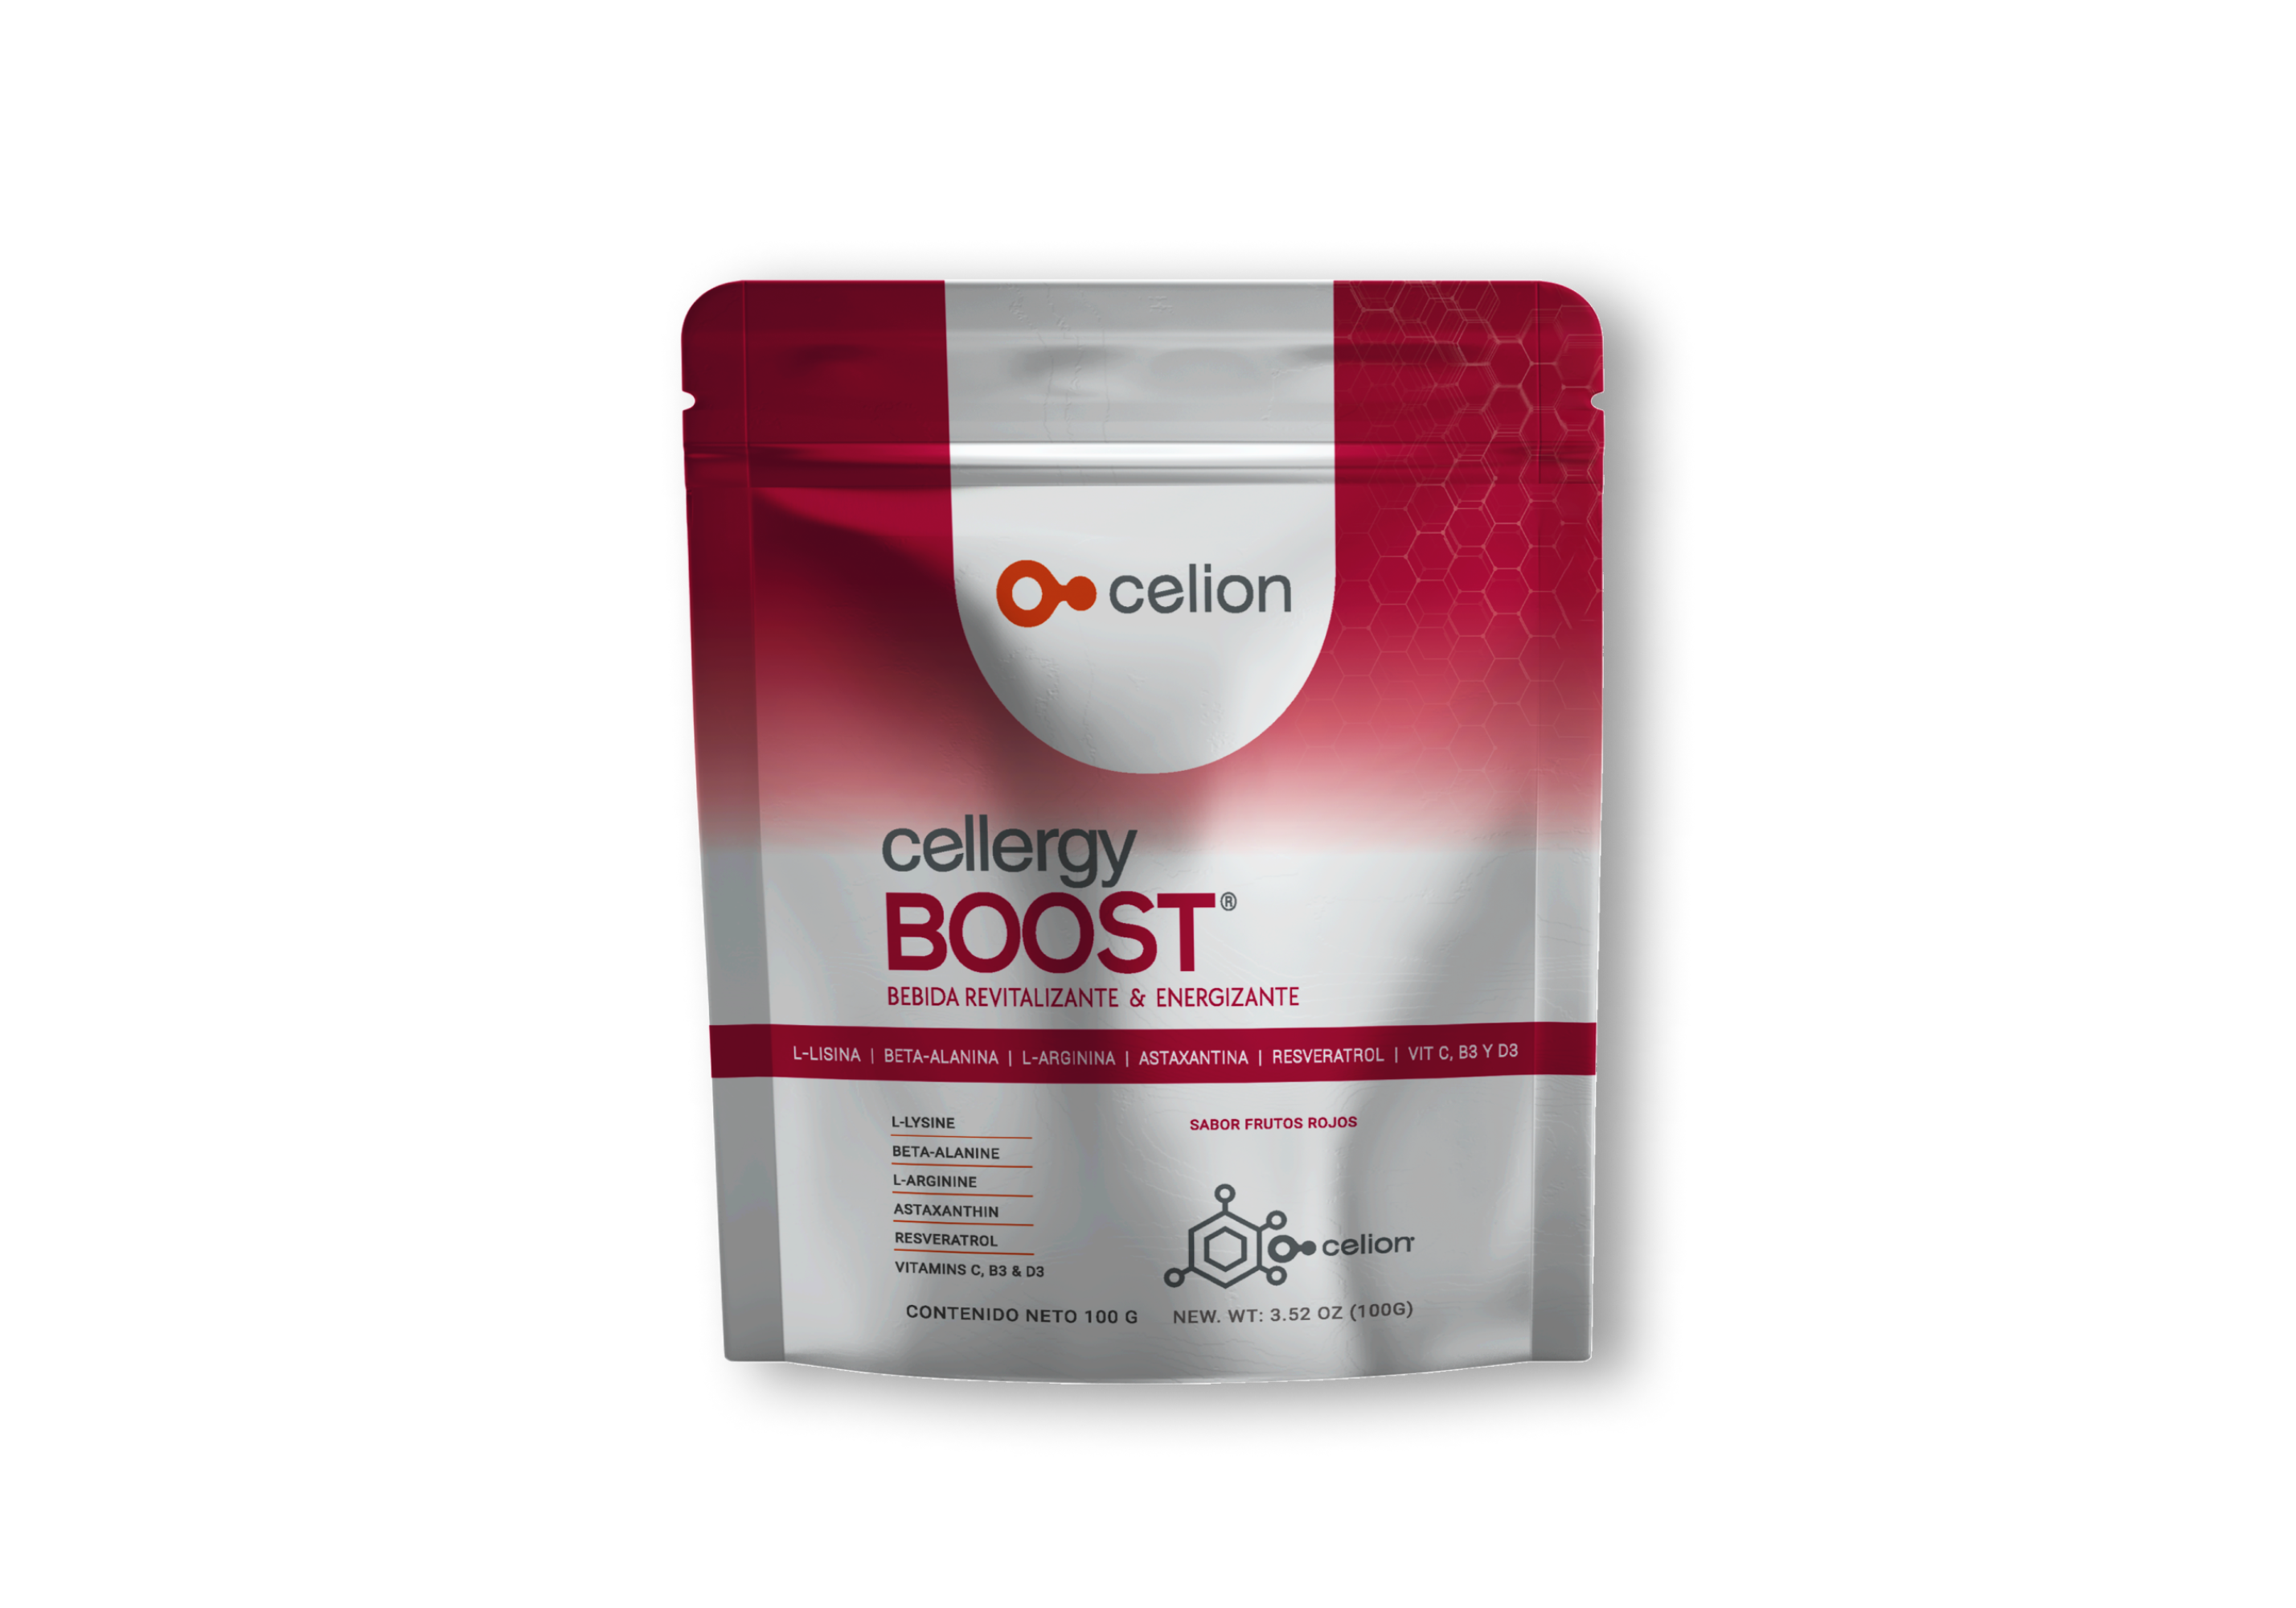 celion
cellergy
BOOST®
BEBIDA REVITALIZANTE & ENERGIZANTE
L-LISINA | BETA-ALANINA | L-ARGININA | ASTAXANTINA | RESVERATROL | VIT C, B3 Y D3
L-LYSINE
BETA-ALANINE
L-ARGININE
ASTAXANTHIN
RESVERATROL
VITAMINS C, B3 & D3
SABOR FRUTOS ROJOS
celion
CONTENIDO NETO 100 G
NEW. WT: 3.52 OZ (100G)